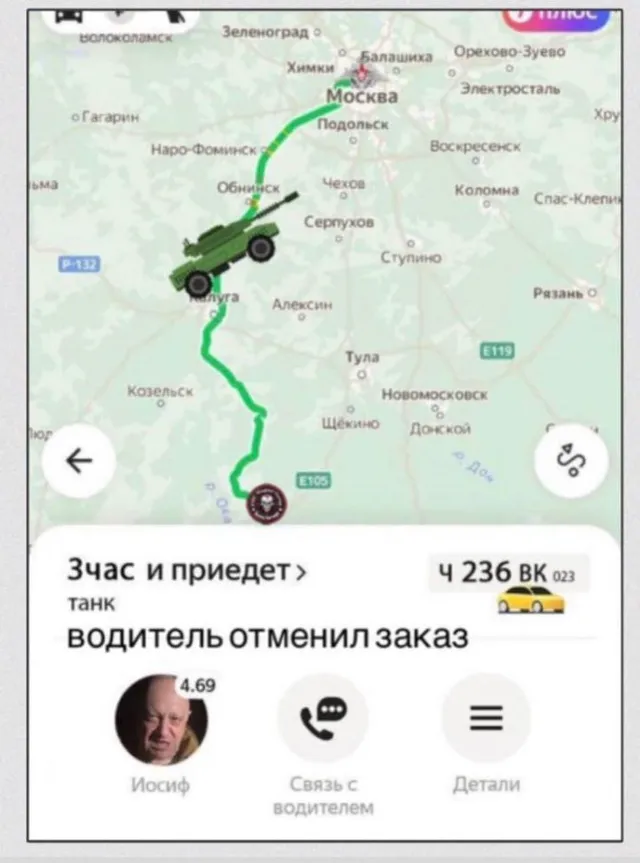 ПЛЮС
Волоколамск
Зеленоград
Балашиха
Орехово-Зуево
Химки
Москва
Электросталь
Гагарин
Подольск
Хру
Наро-Фоминск
Воскресенск
ьма
Обнинск
Чехов
Коломна
Спас-Клепик
Серпухов
Ступино
Р-132
Калуга
Алексин
Рязань
Тула
E119
Козельск
Новомосковск
Щёкино
Донской
Люд
р. Дон
E105
р. Ока
3час и приедет >
Ч 236 ВК 023
танк
водитель отменил заказ
4.69
Иосиф
Связь с
водителем
Детали